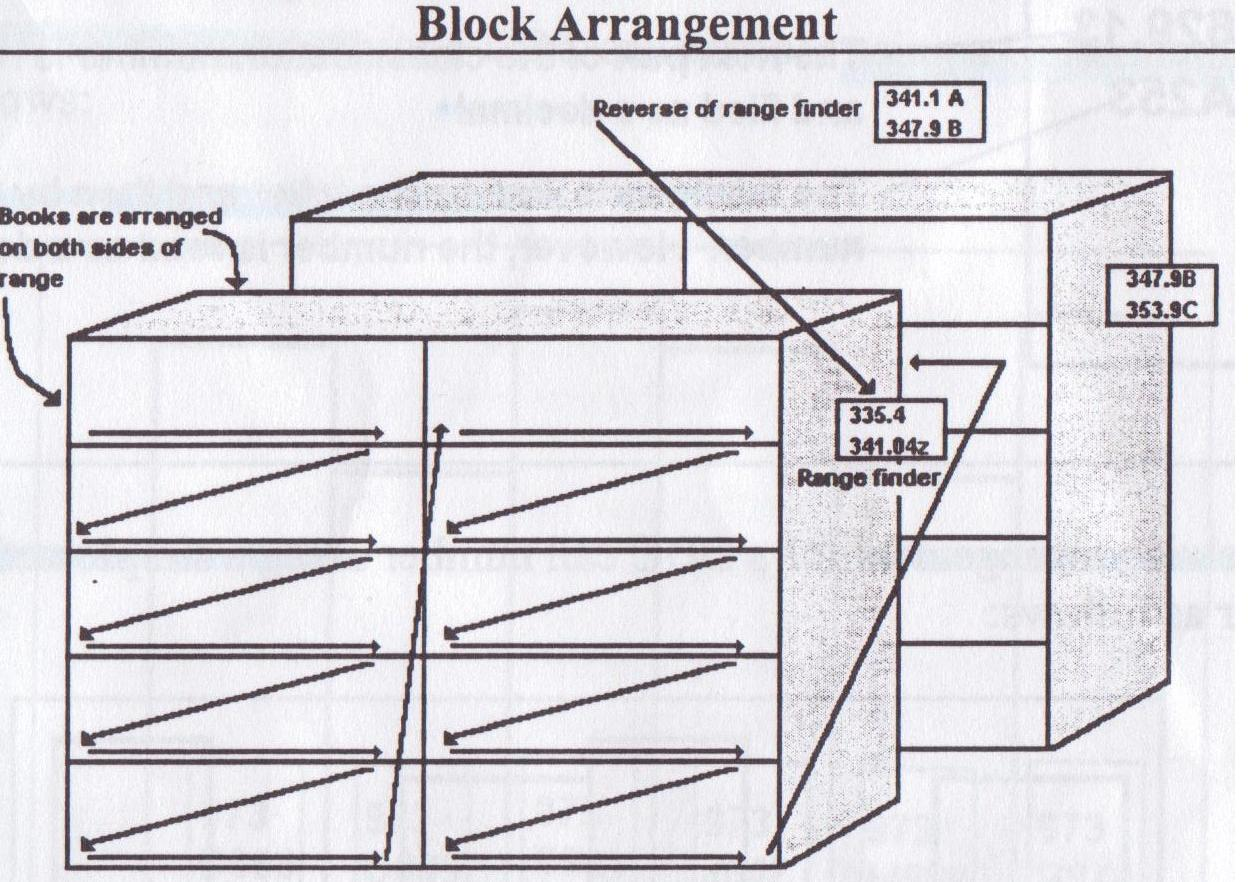 Block Arrangement
Reverse of range finder
341.1 A
347.9 B
Books are arranged
on both sides of
range
347.9B
353.9C
335.4
341.04z
Range finder